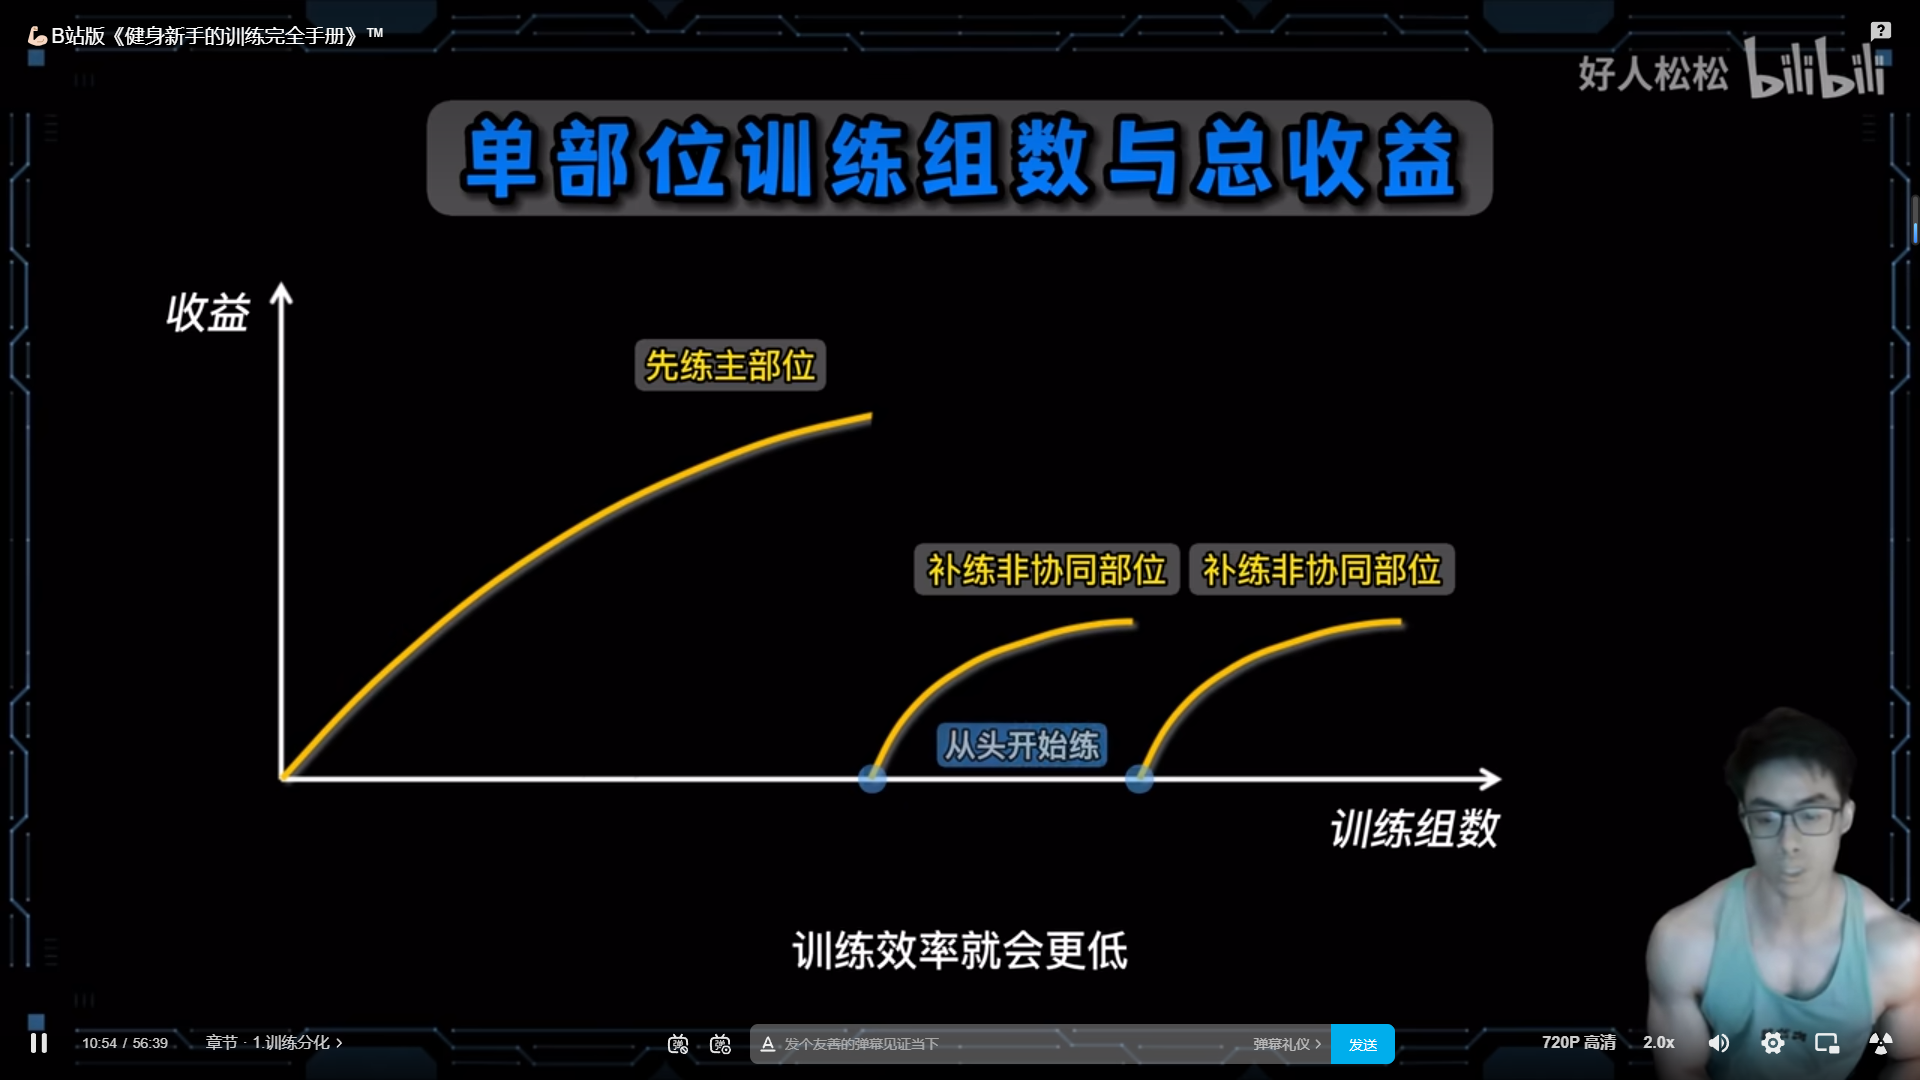 💪🏻B站版《健身新手的训练完全手册》™
好人松松 bilibili
单部位训练组数与总收益
收益
先练主部位
补练非协同部位 补练非协同部位
从头开始练
训练组数
训练效率就会更低
10:54 / 56:39 章节 · 1.训练分化 发个友善的弹幕见证当下 弹幕礼仪 发送 720P 高清 2.0x